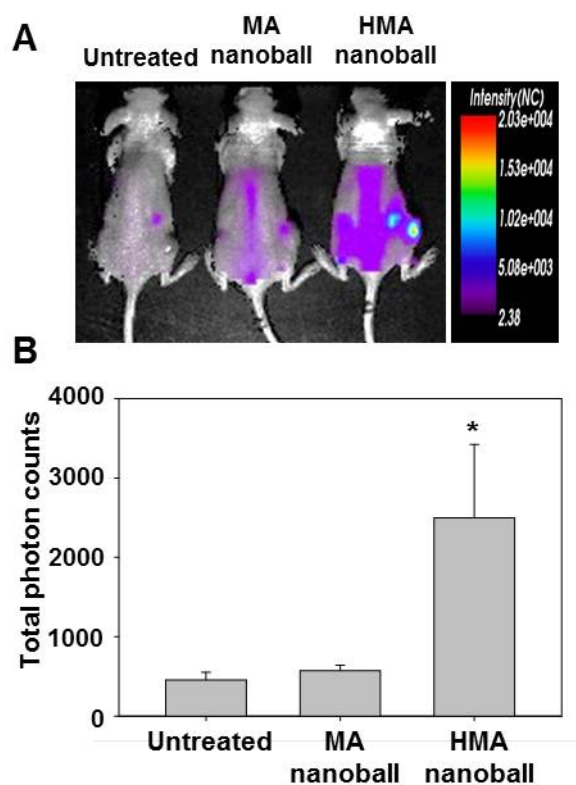 A
Untreated
MA
nanoball
HMA
nanoball
Intensity(NC)
2.03e+004
1.53e+004
1.02e+004
5.08e+003
2.38
B
Total photon counts
4000
3000
2000
1000
0
*
Untreated
MA
nanoball
HMA
nanoball